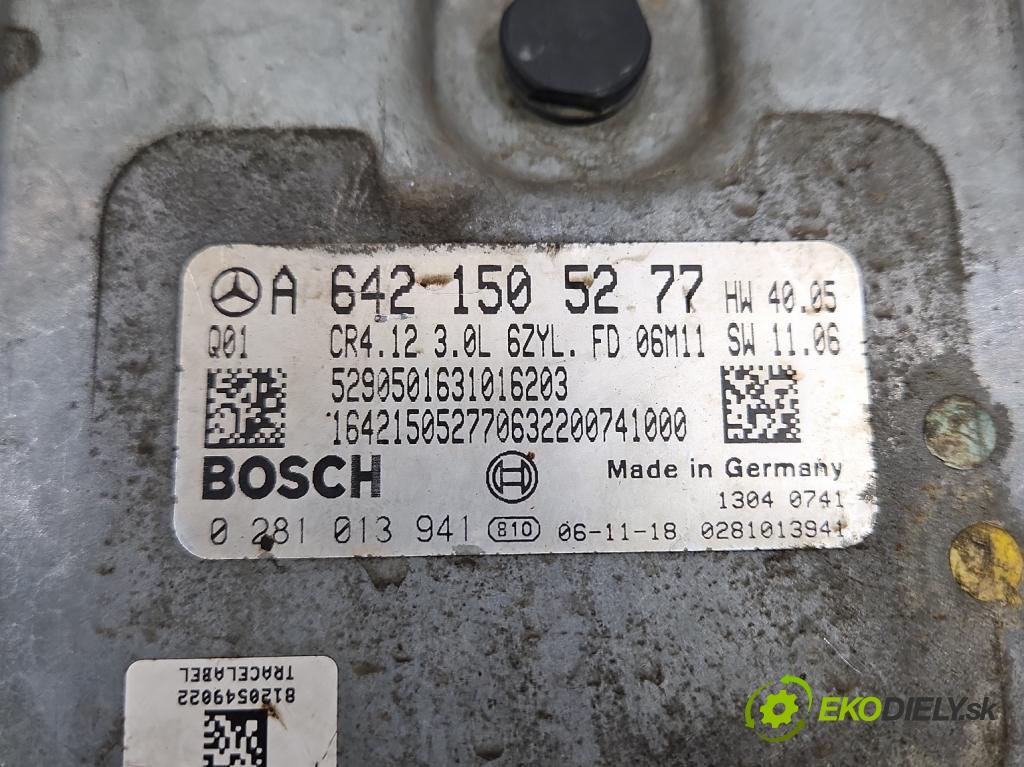 A 642 150 52 77 HW 40.05
Q01 CR4.12 3.0L 6ZYL. FD 06M11 SW 11.06
5290501631016203
164215052770632200741000
BOSCH Made in Germany
1304 0741
0 281 013 941 810 06-11-18 0281013941
8120549022
TRACELABEL
EKODIELY.sk